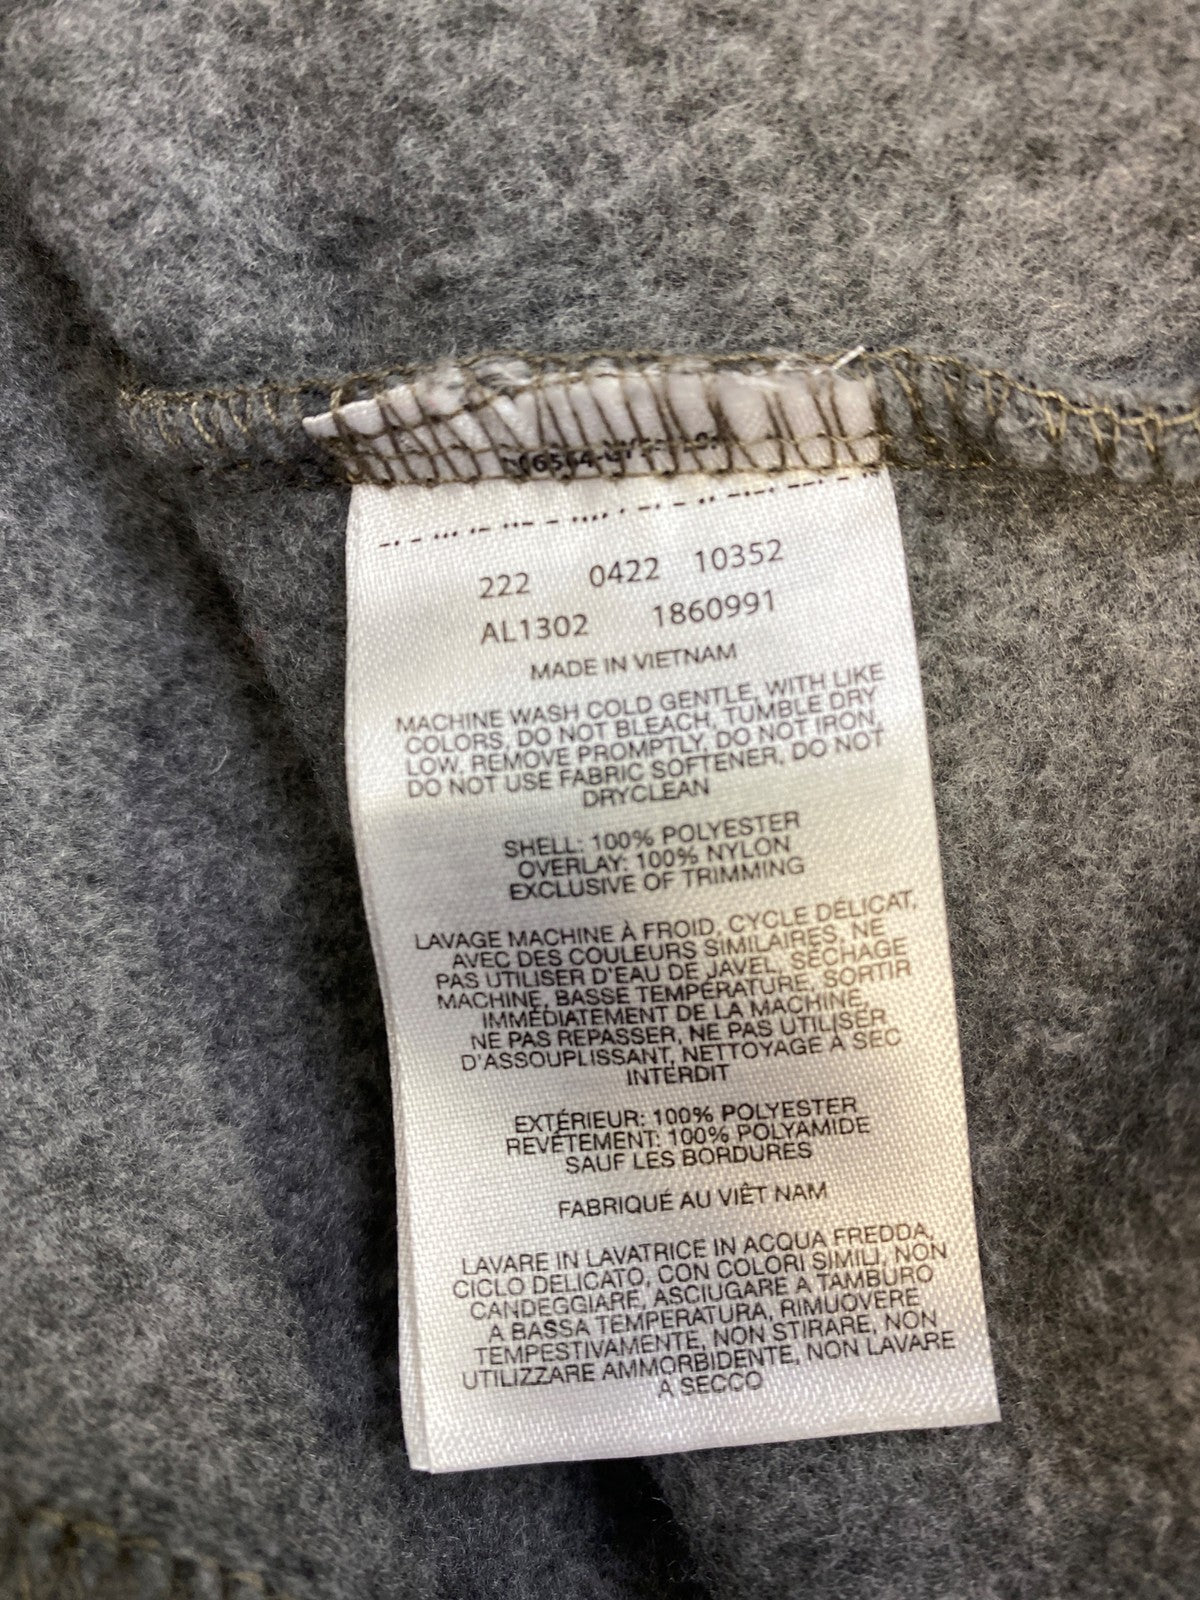 222 0422 10352
AL1302 1860991
MADE IN VIETNAM
MACHINE WASH COLD GENTLE, WITH LIKE
COLORS, DO NOT BLEACH, TUMBLE DRY
LOW, REMOVE PROMPTLY, DO NOT IRON,
DO NOT USE FABRIC SOFTENER, DO NOT
DRYCLEAN
SHELL: 100% POLYESTER
OVERLAY: 100% NYLON
EXCLUSIVE OF TRIMMING
LAVAGE MACHINE À FROID, CYCLE DÉLICAT,
AVEC DES COULEURS SIMILAIRES, NE
PAS UTILISER D'EAU DE JAVEL, SÉCHAGE
MACHINE, BASSE TEMPÉRATURE, SORTIR
IMMÉDIATEMENT DE LA MACHINE,
NE PAS REPASSER, NE PAS UTILISER
D'ASSOUPLISSANT, NETTOYAGE À SEC
INTERDIT
EXTÉRIEUR: 100% POLYESTER
REVÊTEMENT: 100% POLYAMIDE
SAUF LES BORDURES
FABRIQUÉ AU VIÊT NAM
LAVARE IN LAVATRICE IN ACQUA FREDDA,
CICLO DELICATO, CON COLORI SIMILI, NON
CANDEGGIARE, ASCIUGARE A TAMBURO
A BASSA TEMPERATURA, RIMUOVERE
TEMPESTIVAMENTE, NON STIRARE, NON
UTILIZZARE AMMORBIDENTE, NON LAVARE
A SECCO